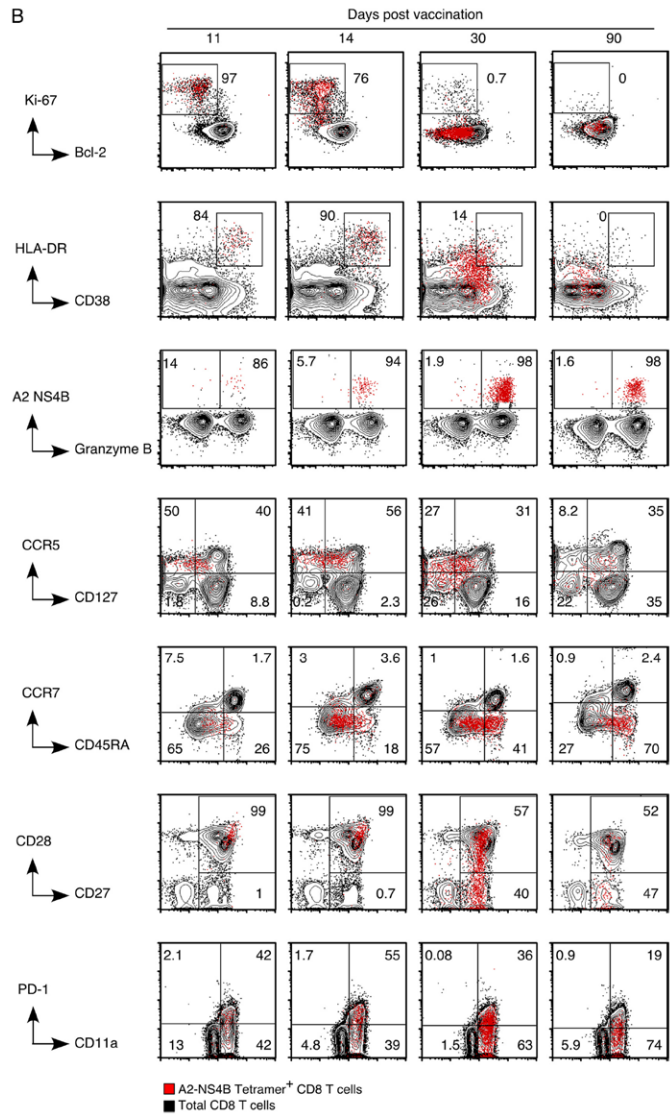 B
Days post vaccination
11 14 30 90
Ki-67
Bcl-2
97 76 0.7 0
HLA-DR
CD38
84 90 14 0
A2 NS4B
Granzyme B
14 86 5.7 94 1.9 98 1.6 98
CCR5
CD127
50 40 41 56 27 31 8.2 35
1.8 8.8 0.2 2.3 26 16 22 35
CCR7
CD45RA
7.5 1.7 3 3.6 1 1.6 0.9 2.4
65 26 75 18 57 41 27 70
CD28
CD27
99 99 57 52
1 0.7 40 47
PD-1
CD11a
2.1 42 1.7 55 0.08 36 0.9 19
13 42 4.8 39 1.5 63 5.9 74
A2-NS4B Tetramer+ CD8 T cells
Total CD8 T cells